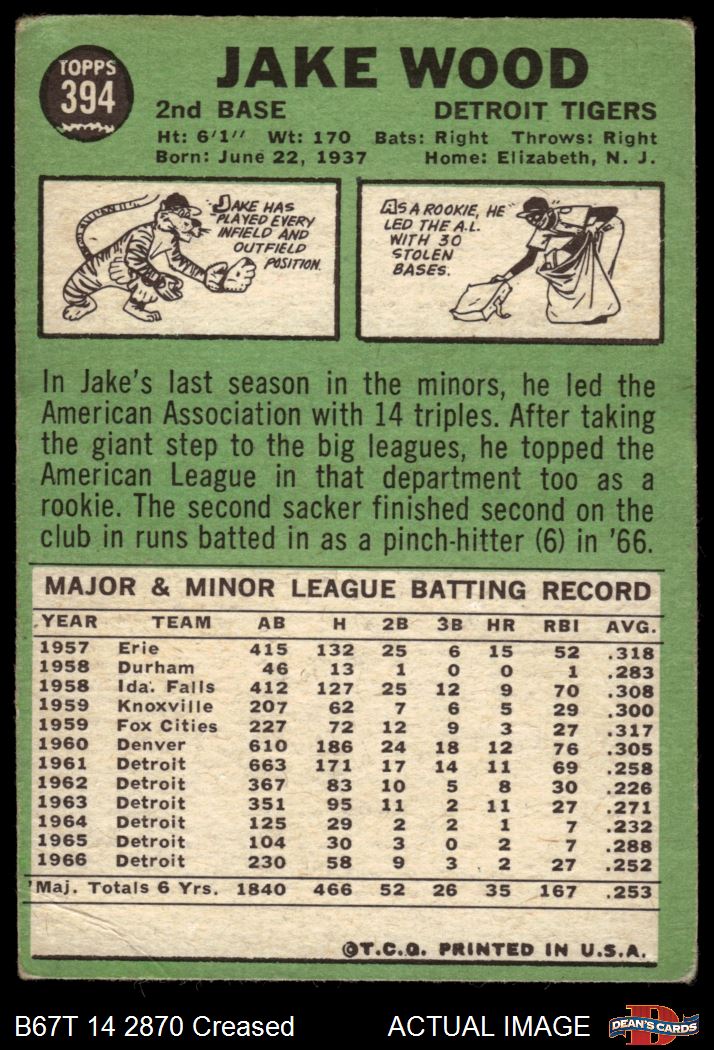 TOPPS
394
JAKE WOOD
2nd BASE DETROIT TIGERS
Ht: 6'1" Wt: 170 Bats: Right Throws: Right
Born: June 22, 1937 Home: Elizabeth, N. J.
JAKE HAS
PLAYED EVERY
INFIELD AND
OUTFIELD
POSITION.
AS A ROOKIE, HE
LED THE A.L.
WITH 30
STOLEN
BASES.
In Jake's last season in the minors, he led the
American Association with 14 triples. After taking
the giant step to the big leagues, he topped the
American League in that department too as a
rookie. The second sacker finished second on the
club in runs batted in as a pinch-hitter (6) in '66.
MAJOR & MINOR LEAGUE BATTING RECORD
YEAR TEAM AB H 2B 3B HR RBI AVG.
1957 Erie 415 132 25 6 15 52 .318
1958 Durham 46 13 1 0 0 1 .283
1958 Ida. Falls 412 127 25 12 9 70 .308
1959 Knoxville 207 62 7 6 5 29 .300
1959 Fox Cities 227 72 12 9 3 27 .317
1960 Denver 610 186 24 18 12 76 .305
1961 Detroit 663 171 17 14 11 69 .258
1962 Detroit 367 83 10 5 8 30 .226
1963 Detroit 351 95 11 2 11 27 .271
1964 Detroit 125 29 2 2 1 7 .232
1965 Detroit 104 30 3 0 2 7 .288
1966 Detroit 230 58 9 3 2 27 .252
Maj. Totals 6 Yrs. 1840 466 52 26 35 167 .253
©T.C.G. PRINTED IN U.S.A.
B67T 14 2870 Creased ACTUAL IMAGE
DEAN'S CARDS